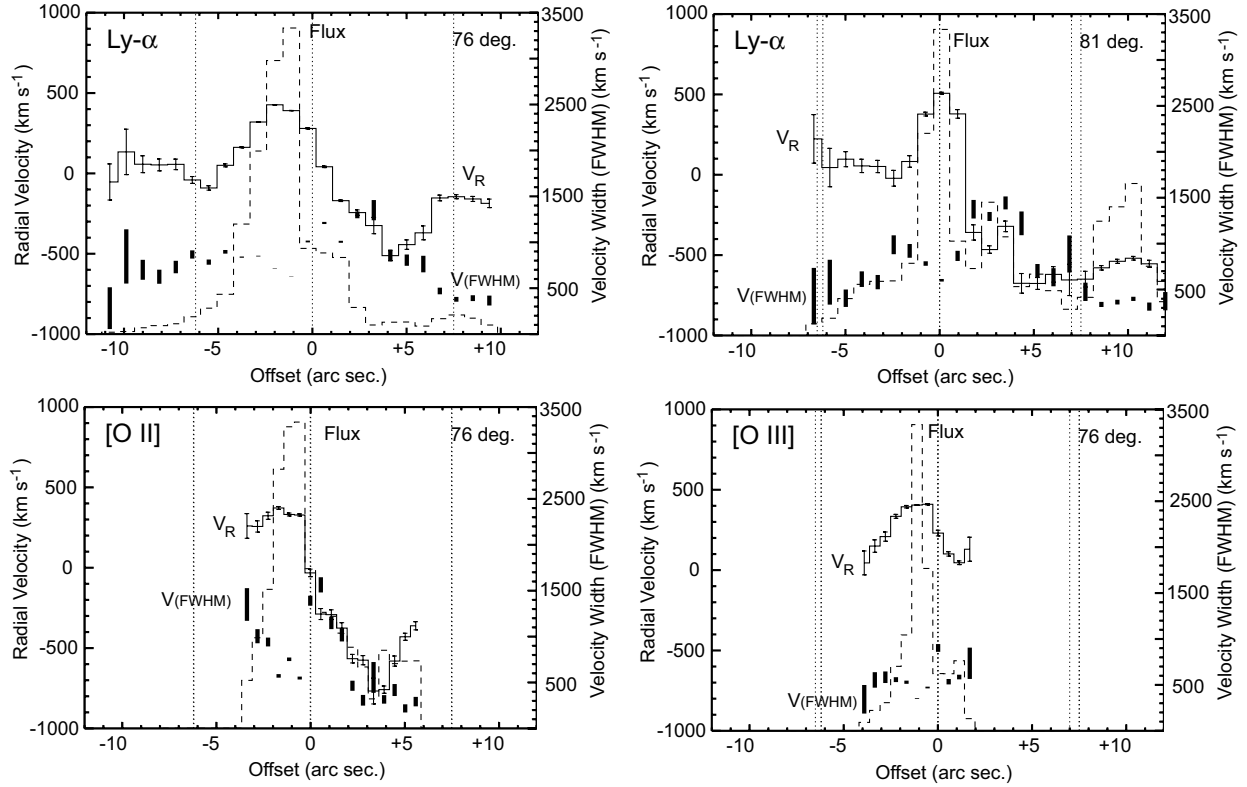 Ly-α
Flux
76 deg.
V_R
V(FWHM)
1000
500
0
-500
-1000
3500
2500
1500
500
-10
-5
0
+5
+10
Radial Velocity (km s⁻¹)
Velocity Width (FWHM) (km s⁻¹)
Offset (arc sec.)
Ly-α
Flux
81 deg.
V_R
V(FWHM)
1000
500
0
-500
-1000
3500
2500
1500
500
-10
-5
0
+5
+10
Radial Velocity (km s⁻¹)
Velocity Width (FWHM) (km s⁻¹)
Offset (arc sec.)
[O II]
Flux
76 deg.
V_R
V(FWHM)
1000
500
0
-500
-1000
3500
2500
1500
500
-10
-5
0
+5
+10
Radial Velocity (km s⁻¹)
Velocity Width (FWHM) (km s⁻¹)
Offset (arc sec.)
[O III]
Flux
76 deg.
V_R
V(FWHM)
1000
500
0
-500
-1000
3500
2500
1500
500
-10
-5
0
+5
+10
Radial Velocity (km s⁻¹)
Velocity Width (FWHM) (km s⁻¹)
Offset (arc sec.)